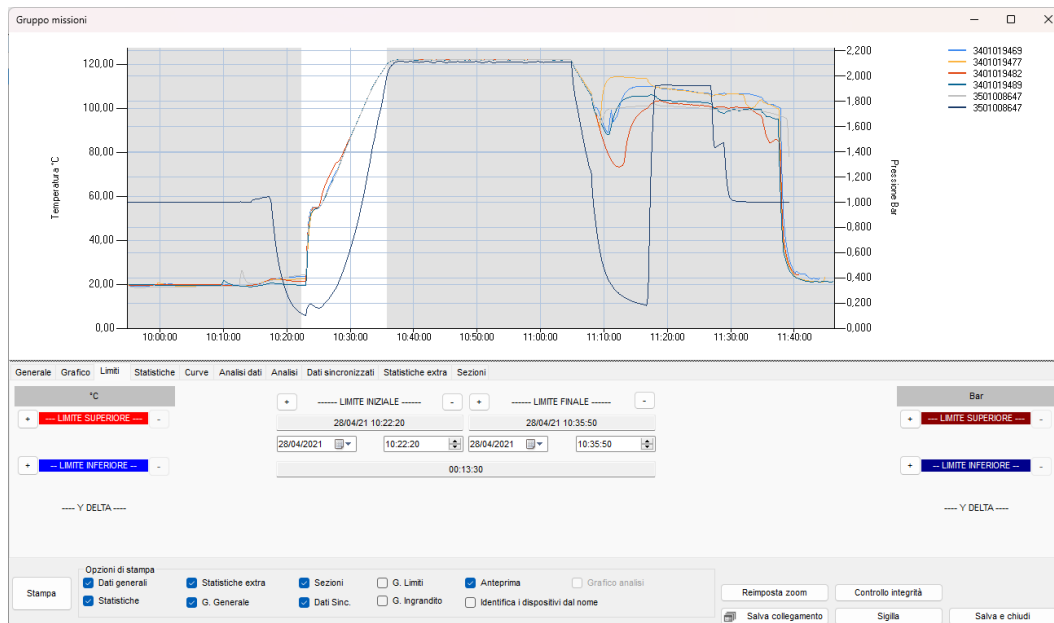 Gruppo missioni
3401019469
3401019477
3401019482
3401019489
3501008647
3501008647
120,00
100,00
80,00
60,00
40,00
20,00
0,00
Temperatura °C
2,200
2,000
1,800
1,600
1,400
1,200
1,000
0,800
0,600
0,400
0,200
0,000
Pressione Bar
10:00:00 10:10:00 10:20:00 10:30:00 10:40:00 10:50:00 11:00:00 11:10:00 11:20:00 11:30:00 11:40:00
Generale Grafico Limiti Statistiche Curve Analisi dati Analisi Dati sincronizzati Statistiche extra Sezioni
°C
+ --- LIMITE SUPERIORE --- -
+ -- LIMITE INFERIORE -- -
---- Y DELTA ----
+ ------ LIMITE INIZIALE ------ - + ------ LIMITE FINALE ------ -
28/04/21 10:22:20 28/04/21 10:35:50
28/04/2021 10:22:20 28/04/2021 10:35:50
00:13:30
Bar
+ --- LIMITE SUPERIORE --- -
+ -- LIMITE INFERIORE -- -
---- Y DELTA ----
Stampa
Opzioni di stampa
Dati generali Statistiche extra Sezioni G. Limiti Anteprima Grafico analisi
Statistiche G. Generale Dati Sinc. G. Ingrandito Identifica i dispositivi dal nome
Reimposta zoom Controllo integrità
Salva collegamento Sigilla Salva e chiudi